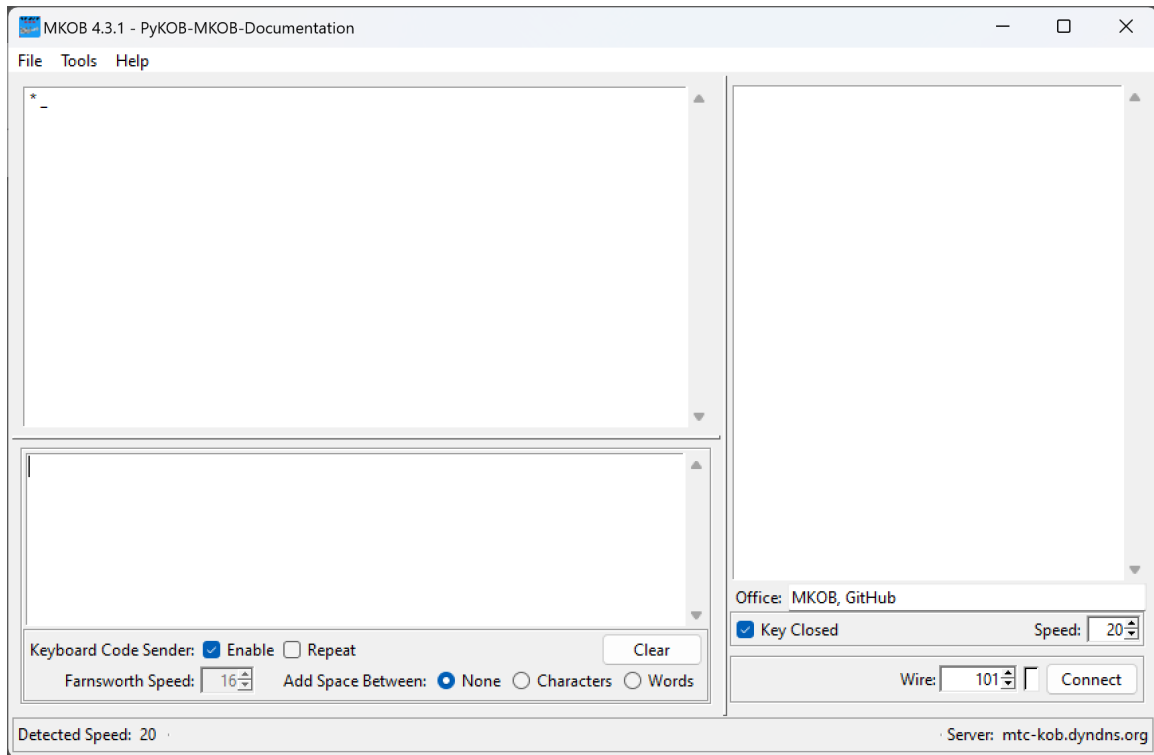 MKOB 4.3.1 - PyKOB-MKOB-Documentation
File Tools Help
* _
Office: MKOB, GitHub
Key Closed Speed: 20
Keyboard Code Sender: Enable Repeat Clear
Farnsworth Speed: 16 Add Space Between: None Characters Words
Wire: 101 Connect
Detected Speed: 20 Server: mtc-kob.dyndns.org